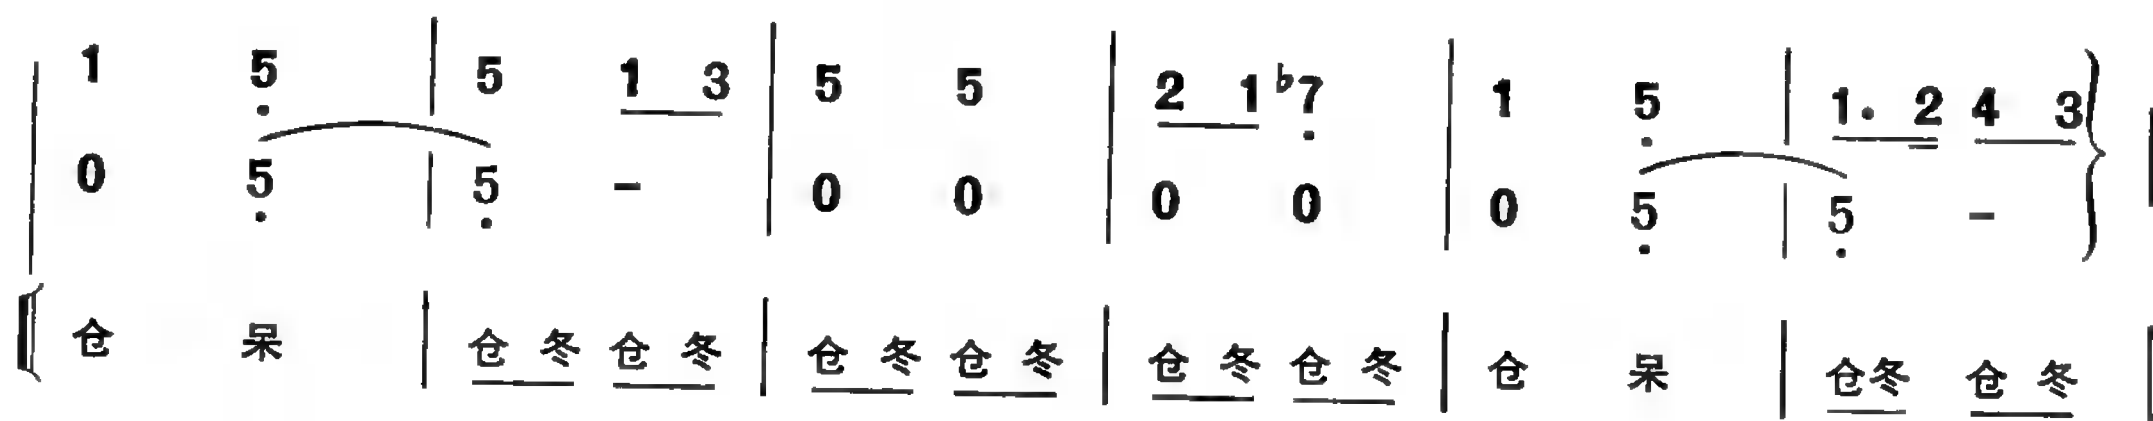 1 5 | 5 1 3 | 5 5 | 2 1 ♭7 | 1 5 | 1. 2 4 3
0 5 | 5 - | 0 0 | 0 0 | 0 5 | 5 -
仓 呆 | 仓 冬 仓 冬 | 仓 冬 仓 冬 | 仓 冬 仓 冬 | 仓 呆 | 仓冬 仓 冬